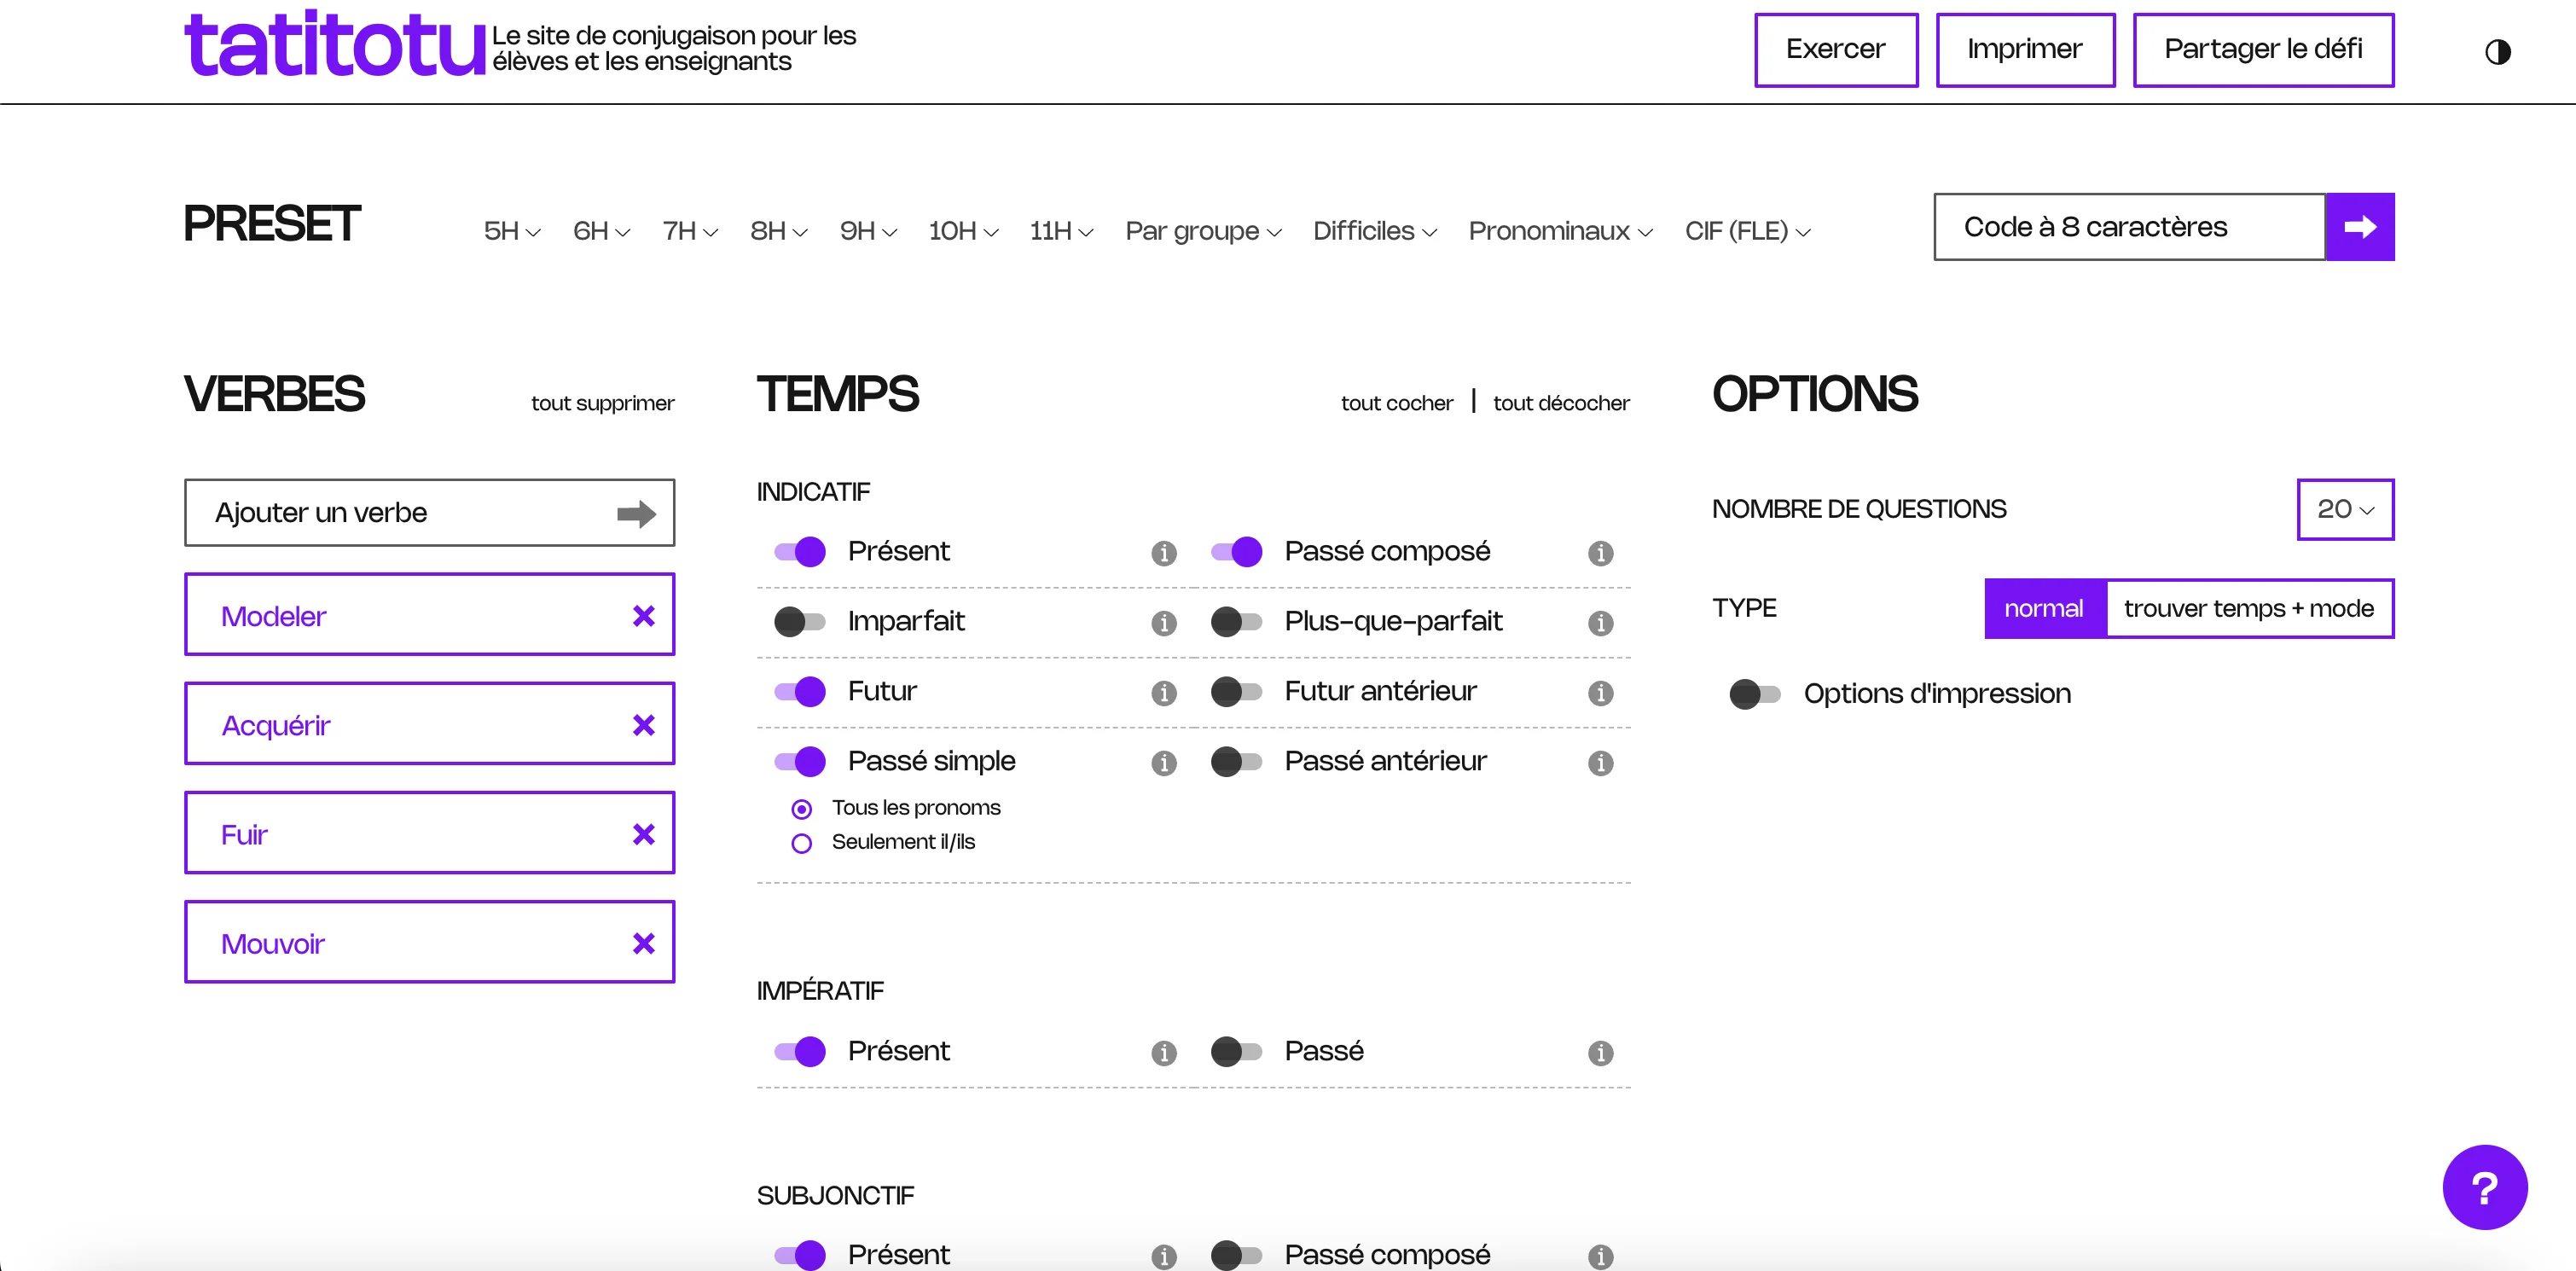 tatitotu
Le site de conjugaison pour les
élèves et les enseignants
Exercer
Imprimer
Partager le défi
PRESET
5H
6H
7H
8H
9H
10H
11H
Par groupe
Difficiles
Pronominaux
CIF (FLE)
Code à 8 caractères
VERBES
tout supprimer
Ajouter un verbe
Modeler
Acquérir
Fuir
Mouvoir
TEMPS
tout cocher | tout décocher
INDICATIF
Présent
Passé composé
Imparfait
Plus-que-parfait
Futur
Futur antérieur
Passé simple
Passé antérieur
Tous les pronoms
Seulement il/ils
IMPÉRATIF
Présent
Passé
SUBJONCTIF
Présent
Passé composé
OPTIONS
NOMBRE DE QUESTIONS
20
TYPE
normal
trouver temps + mode
Options d'impression
?